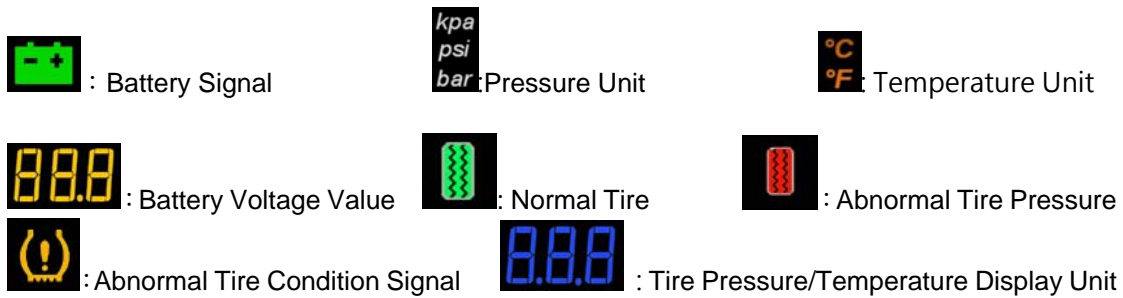 kpa
psi
bar
°C
°F
- +
: Battery Signal
:Pressure Unit
: Temperature Unit
88.8
: Battery Voltage Value
: Normal Tire
: Abnormal Tire Pressure
(!)
: Abnormal Tire Condition Signal
8.8.8
: Tire Pressure/Temperature Display Unit